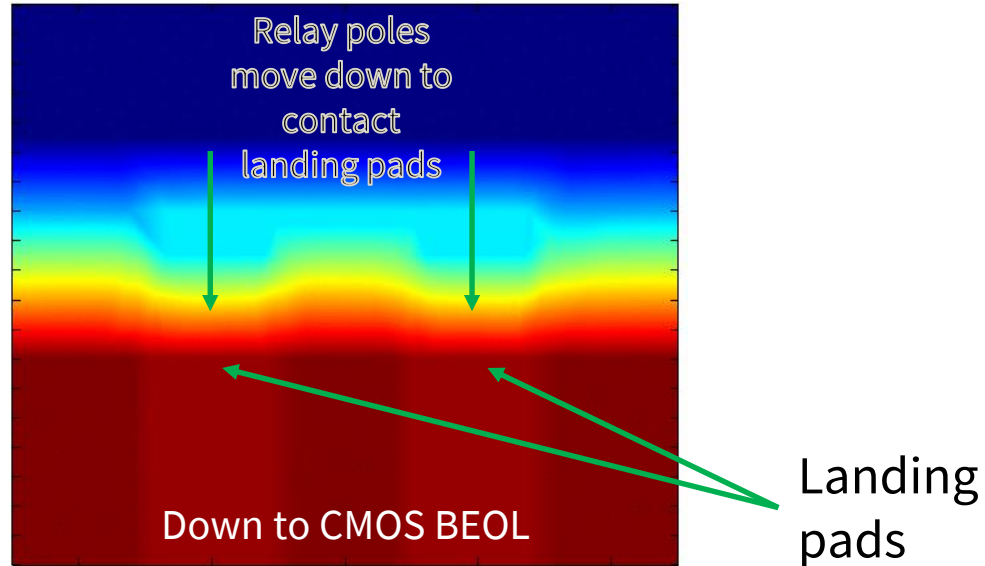 Relay poles
move down to
contact
landing pads
Down to CMOS BEOL
Landing
pads